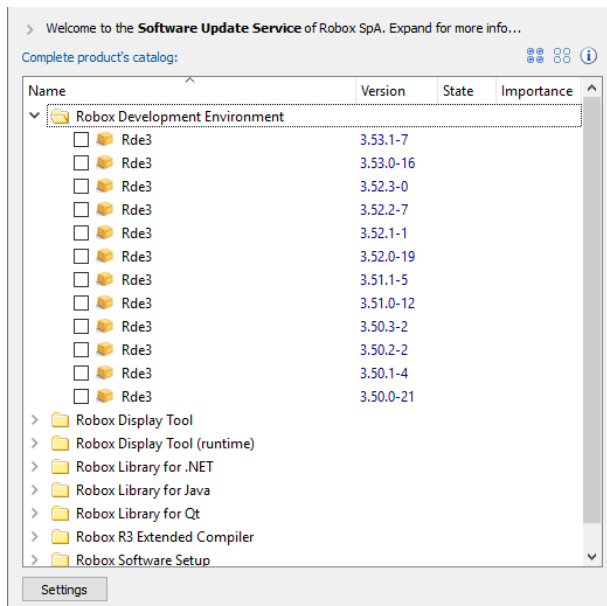 Welcome to the Software Update Service of Robox SpA. Expand for more info...
Complete product's catalog:
Name Version State Importance
Robox Development Environment
Rde3 3.53.1-7
Rde3 3.53.0-16
Rde3 3.52.3-0
Rde3 3.52.2-7
Rde3 3.52.1-1
Rde3 3.52.0-19
Rde3 3.51.1-5
Rde3 3.51.0-12
Rde3 3.50.3-2
Rde3 3.50.2-2
Rde3 3.50.1-4
Rde3 3.50.0-21
Robox Display Tool
Robox Display Tool (runtime)
Robox Library for .NET
Robox Library for Java
Robox Library for Qt
Robox R3 Extended Compiler
Robox Software Setup
Settings